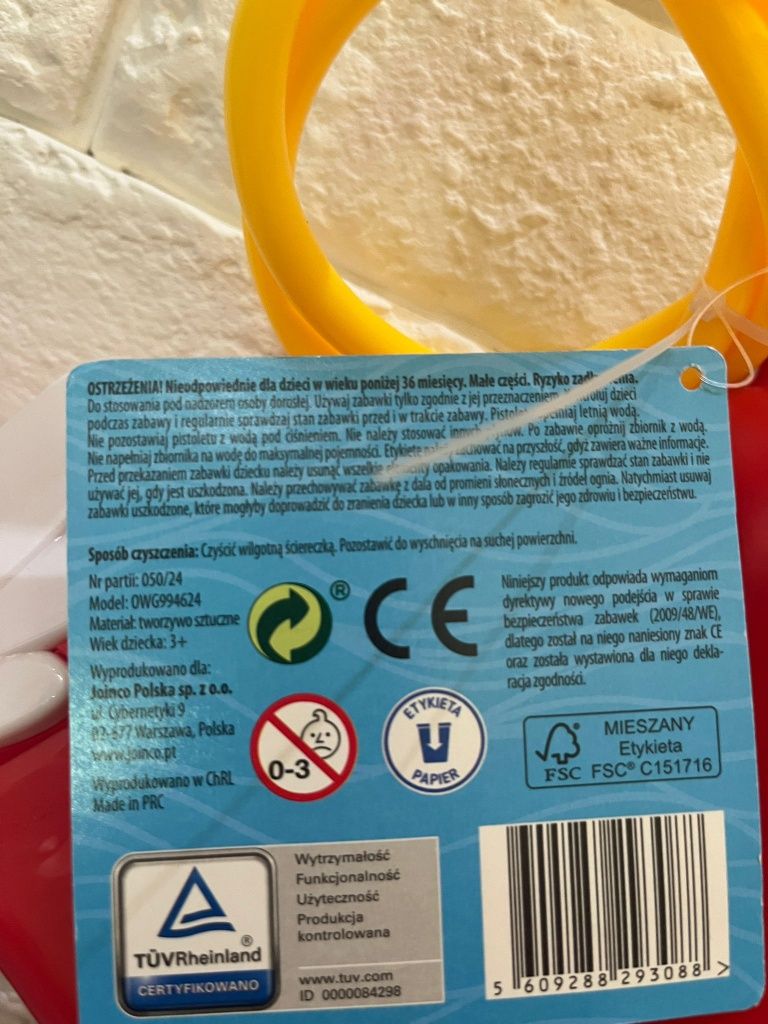 OSTRZEŻENIA! Nieodpowiednie dla dzieci w wieku poniżej 36 miesięcy. Małe części. Ryzyko
Do stosowania pod nadzorem osoby dorosłej. Używaj zabawki tylko zgodnie z jej przeznaczeniem. dzieci
podczas zabawy i regularnie sprawdzaj stan zabawki przed i w trakcie zabawy. letnią wodą.
Nie pozostawiaj pistoletu z wodą pod ciśnieniem. Nie należy stosować Po zabawie opróżnij zbiornik z wodą.
Nie napełniaj zbiornika na wodę do maksymalnej pojemności. Etykietę zachować na przyszłość, gdyż zawiera ważne informacje.
Przed przekazaniem zabawki dziecku należy usunąć wszelkie elementy opakowania. Należy regularnie sprawdzać stan zabawki i nie
używać jej, gdy jest uszkodzona. Należy przechowywać zabawkę z dala od promieni słonecznych i źródeł ognia. Natychmiast usuwaj
zabawki uszkodzone, które mogłyby doprowadzić do zranienia dziecka lub w inny sposób zagrozić jego zdrowiu i bezpieczeństwu.
Sposób czyszczenia: Czyścić wilgotną ściereczką. Pozostawić do wyschnięcia na suchej powierzchni.
Nr partii: 050/24
Model: OWG994624
Materiał: tworzywo sztuczne
Wiek dziecka: 3+
Wyprodukowano dla:
Joinco Polska sp. z o.o.
ul. Cybernetyki 9
02-677 Warszawa, Polska
www.joinco.pl
Wyprodukowano w ChRL
Made in PRC
®
CE
Niniejszy produkt odpowiada wymaganiom
dyrektywy nowego podejścia w sprawie
bezpieczeństwa zabawek (2009/48/WE),
dlatego został na niego naniesiony znak CE
oraz została wystawiona dla niego dekla-
racja zgodności.
0-3
ETYKIETA
PAPIER
FSC
MIESZANY
Etykieta
FSC® C151716
TÜVRheinland®
CERTYFIKOWANO
Wytrzymałość
Funkcjonalność
Użyteczność
Produkcja
kontrolowana
www.tuv.com
ID 0000084298
5 609288 293088 >